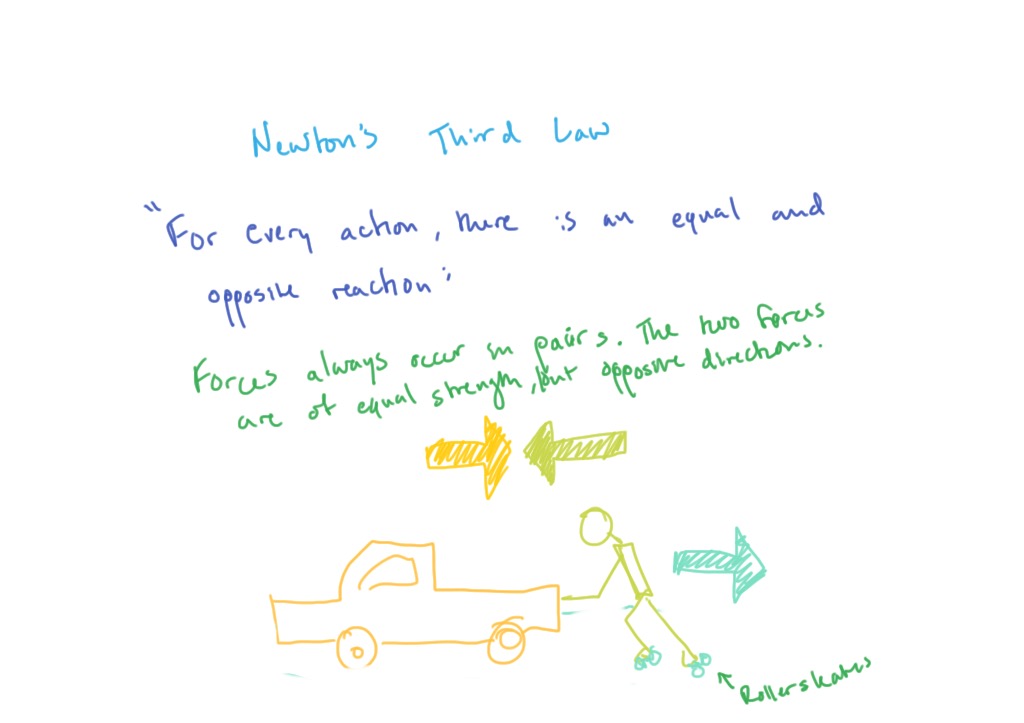 Newton's Third Law
"For every action, there is an equal and
opposite reaction"
Forces always occur in pairs. The two forces
are of equal strength, but opposite directions.
Rollerskates